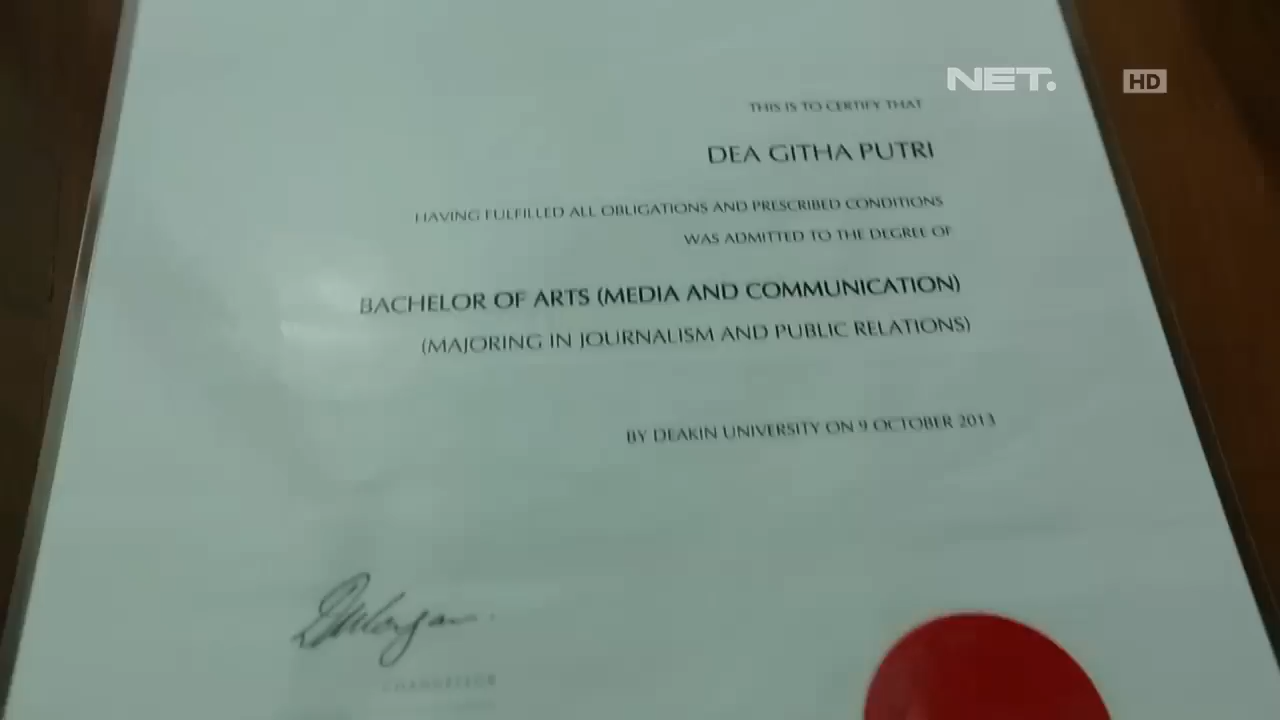 NET.
HD
THIS IS TO CERTIFY THAT
DEA GITHA PUTRI
HAVING FULFILLED ALL OBLIGATIONS AND PRESCRIBED CONDITIONS
WAS ADMITTED TO THE DEGREE OF
BACHELOR OF ARTS (MEDIA AND COMMUNICATION)
(MAJORING IN JOURNALISM AND PUBLIC RELATIONS)
BY DEAKIN UNIVERSITY ON 9 OCTOBER 2013
CHANCELLOR